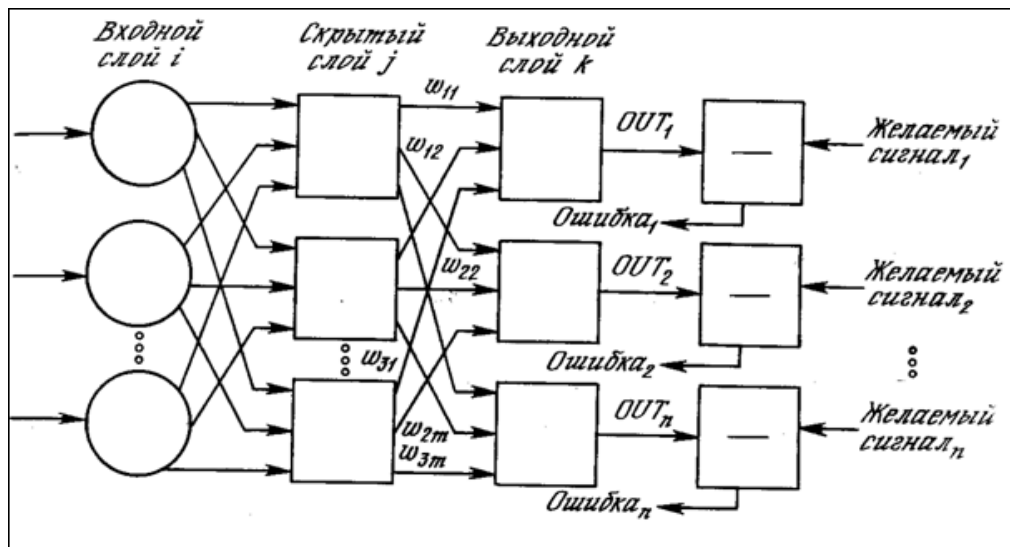 Входной
слой i
Скрытый
слой j
Выходной
слой k
w₁₁
w₁₂
w₂₂
w₃₁
w₂ₘ
w₃ₘ
OUT₁
Желаемый
сигнал₁
Ошибка₁
OUT₂
Желаемый
сигнал₂
Ошибка₂
OUTₙ
Желаемый
сигналₙ
Ошибкаₙ